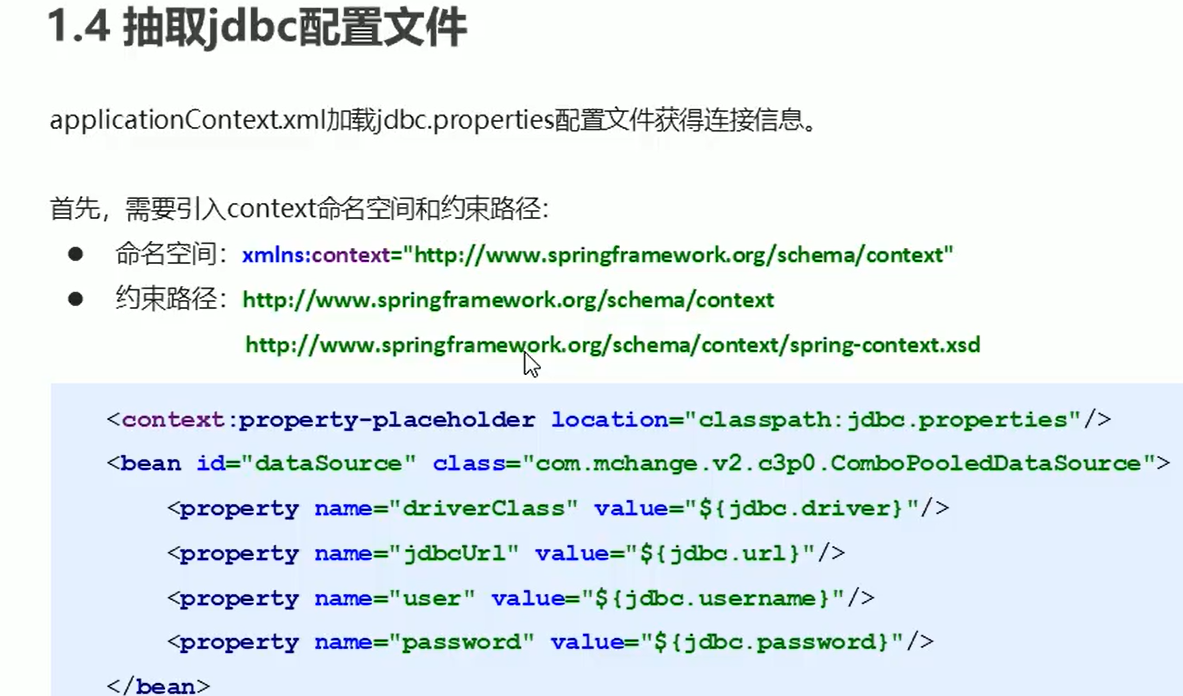 1.4 抽取jdbc配置文件
applicationContext.xml加载jdbc.properties配置文件获得连接信息。
首先，需要引入context命名空间和约束路径：
● 命名空间：xmlns:context="http://www.springframework.org/schema/context"
● 约束路径：http://www.springframework.org/schema/context
http://www.springframework.org/schema/context/spring-context.xsd
<context:property-placeholder location="classpath:jdbc.properties"/>
<bean id="dataSource" class="com.mchange.v2.c3p0.ComboPooledDataSource">
<property name="driverClass" value="${jdbc.driver}"/>
<property name="jdbcUrl" value="${jdbc.url}"/>
<property name="user" value="${jdbc.username}"/>
<property name="password" value="${jdbc.password}"/>
</bean>